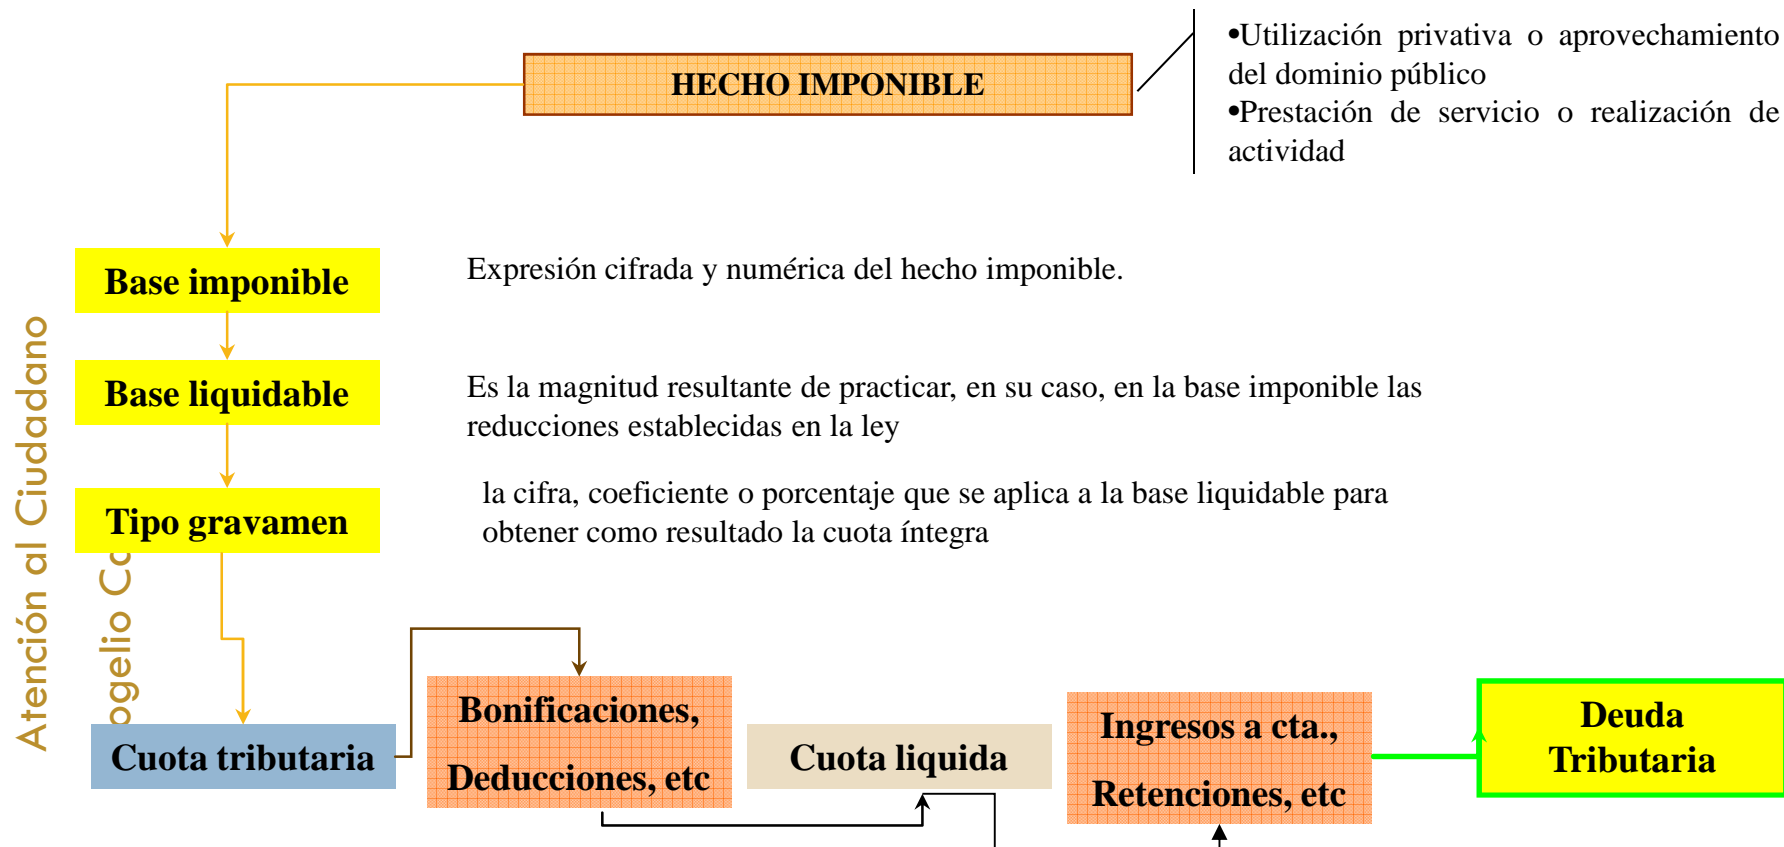 HECHO IMPONIBLE
•Utilización privativa o aprovechamiento
del dominio público
•Prestación de servicio o realización de
actividad
Base imponible
Expresión cifrada y numérica del hecho imponible.
Base liquidable
Es la magnitud resultante de practicar, en su caso, en la base imponible las
reducciones establecidas en la ley
Tipo gravamen
la cifra, coeficiente o porcentaje que se aplica a la base liquidable para
obtener como resultado la cuota íntegra
Atención al Ciudadano
Cuota tributaria
Bonificaciones,
Deducciones, etc
Cuota liquida
Ingresos a cta.,
Retenciones, etc
Deuda
Tributaria